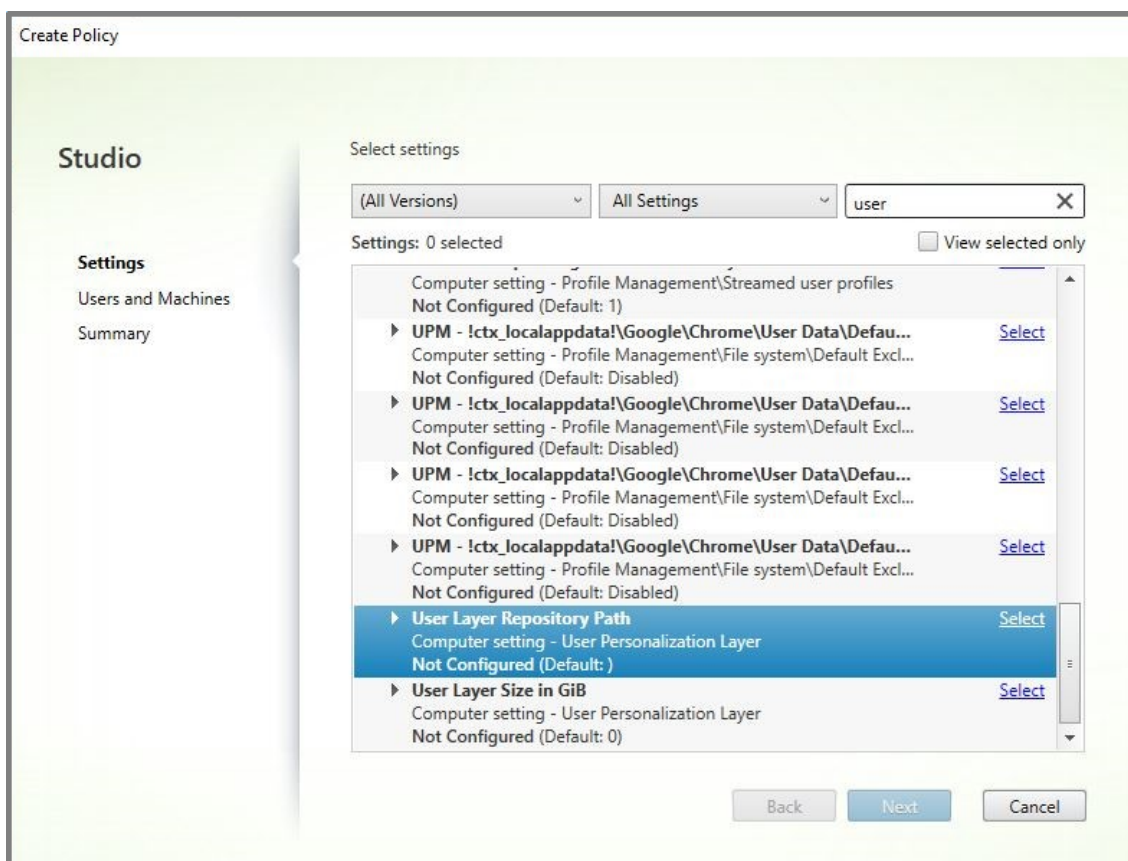 Create Policy
Studio
Select settings
(All Versions)
All Settings
user
Settings: 0 selected
View selected only
Settings
Users and Machines
Summary
Computer setting - Profile Management\Streamed user profiles
Not Configured (Default: 1)
UPM - !ctx_localappdata!\Google\Chrome\User Data\Defau...
Select
Computer setting - Profile Management\File system\Default Excl...
Not Configured (Default: Disabled)
UPM - !ctx_localappdata!\Google\Chrome\User Data\Defau...
Select
Computer setting - Profile Management\File system\Default Excl...
Not Configured (Default: Disabled)
UPM - !ctx_localappdata!\Google\Chrome\User Data\Defau...
Select
Computer setting - Profile Management\File system\Default Excl...
Not Configured (Default: Disabled)
UPM - !ctx_localappdata!\Google\Chrome\User Data\Defau...
Select
Computer setting - Profile Management\File system\Default Excl...
Not Configured (Default: Disabled)
User Layer Repository Path
Select
Computer setting - User Personalization Layer
Not Configured (Default: )
User Layer Size in GiB
Select
Computer setting - User Personalization Layer
Not Configured (Default: 0)
Back
Next
Cancel